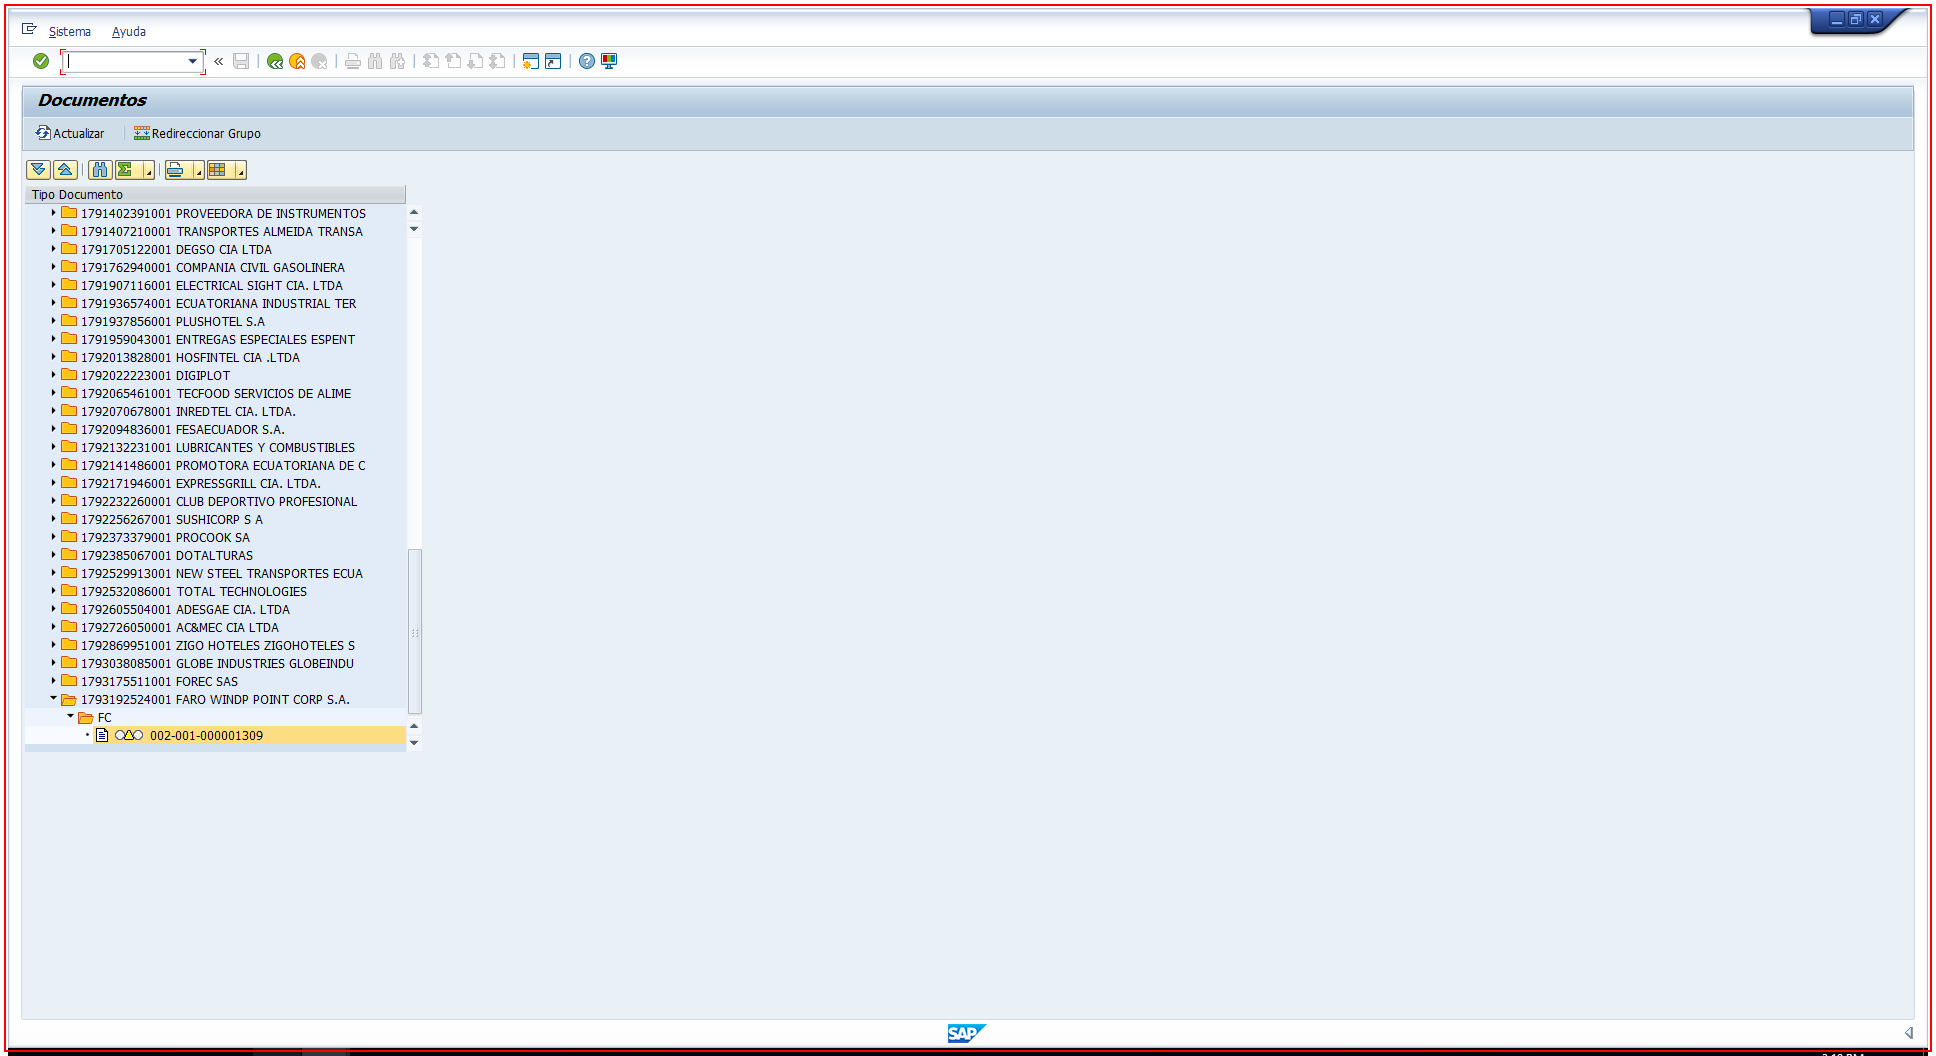 Sistema Ayuda
Documentos
Actualizar Redireccionar Grupo
Tipo Documento
1791402391001 PROVEEDORA DE INSTRUMENTOS
1791407210001 TRANSPORTES ALMEIDA TRANSA
1791705122001 DEGSO CIA LTDA
1791762940001 COMPANIA CIVIL GASOLINERA
1791907116001 ELECTRICAL SIGHT CIA. LTDA
1791936574001 ECUATORIANA INDUSTRIAL TER
1791937856001 PLUSHOTEL S.A
1791959043001 ENTREGAS ESPECIALES ESPENT
1792013828001 HOSFINTEL CIA .LTDA
1792022223001 DIGIPLOT
1792065461001 TECFOOD SERVICIOS DE ALIME
1792070678001 INREDTEL CIA. LTDA.
1792094836001 FESAECUADOR S.A.
1792132231001 LUBRICANTES Y COMBUSTIBLES
1792141486001 PROMOTORA ECUATORIANA DE C
1792171946001 EXPRESSGRILL CIA. LTDA.
1792232260001 CLUB DEPORTIVO PROFESIONAL
1792256267001 SUSHICORP S A
1792373379001 PROCOOK SA
1792385067001 DOTALTURAS
1792529913001 NEW STEEL TRANSPORTES ECUA
1792532086001 TOTAL TECHNOLOGIES
1792605504001 ADESGAE CIA. LTDA
1792726050001 AC&MEC CIA LTDA
1792869951001 ZIGO HOTELES ZIGOHOTELES S
1793038085001 GLOBE INDUSTRIES GLOBEINDU
1793175511001 FOREC SAS
1793192524001 FARO WINDP POINT CORP S.A.
FC
002-001-000001309
SAP